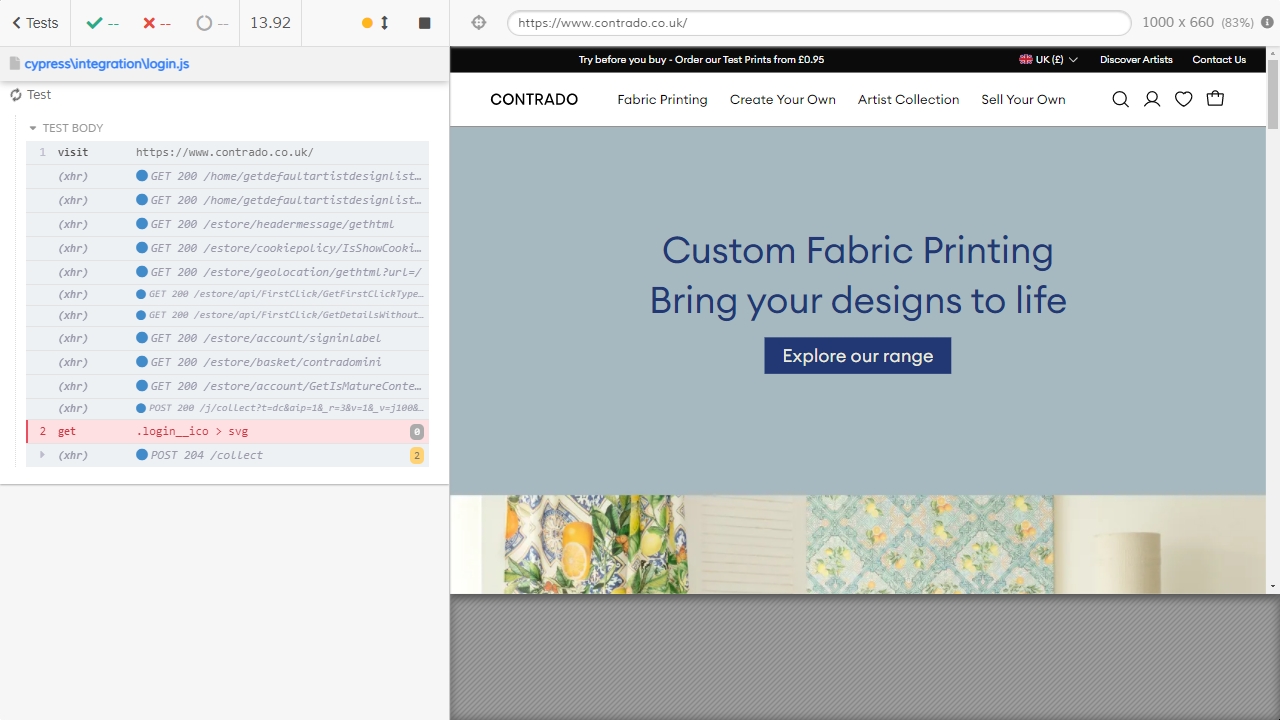 Tests
--
--
--
13.92
https://www.contrado.co.uk/
1000 x 660 (83%)
cypress\integration\login.js
Test
TEST BODY
1 visit https://www.contrado.co.uk/
(xhr) GET 200 /home/getdefaultartistdesignlist…
(xhr) GET 200 /home/getdefaultartistdesignlist…
(xhr) GET 200 /estore/headermessage/gethtml
(xhr) GET 200 /estore/cookiepolicy/IsShowCooki…
(xhr) GET 200 /estore/geolocation/gethtml?url=/
(xhr) GET 200 /estore/api/FirstClick/GetFirstClickType…
(xhr) GET 200 /estore/api/FirstClick/GetDetailsWithout…
(xhr) GET 200 /estore/account/signinlabel
(xhr) GET 200 /estore/basket/contradomini
(xhr) GET 200 /estore/account/GetIsMatureConte…
(xhr) POST 200 /j/collect?t=dc&aip=1&_r=3&v=1&_v=j100&…
2 get .login__ico > svg 0
(xhr) POST 204 /collect 2
Try before you buy - Order our Test Prints from £0.95
UK (£)
Discover Artists
Contact Us
CONTRADO
Fabric Printing
Create Your Own
Artist Collection
Sell Your Own
Custom Fabric Printing
Bring your designs to life
Explore our range